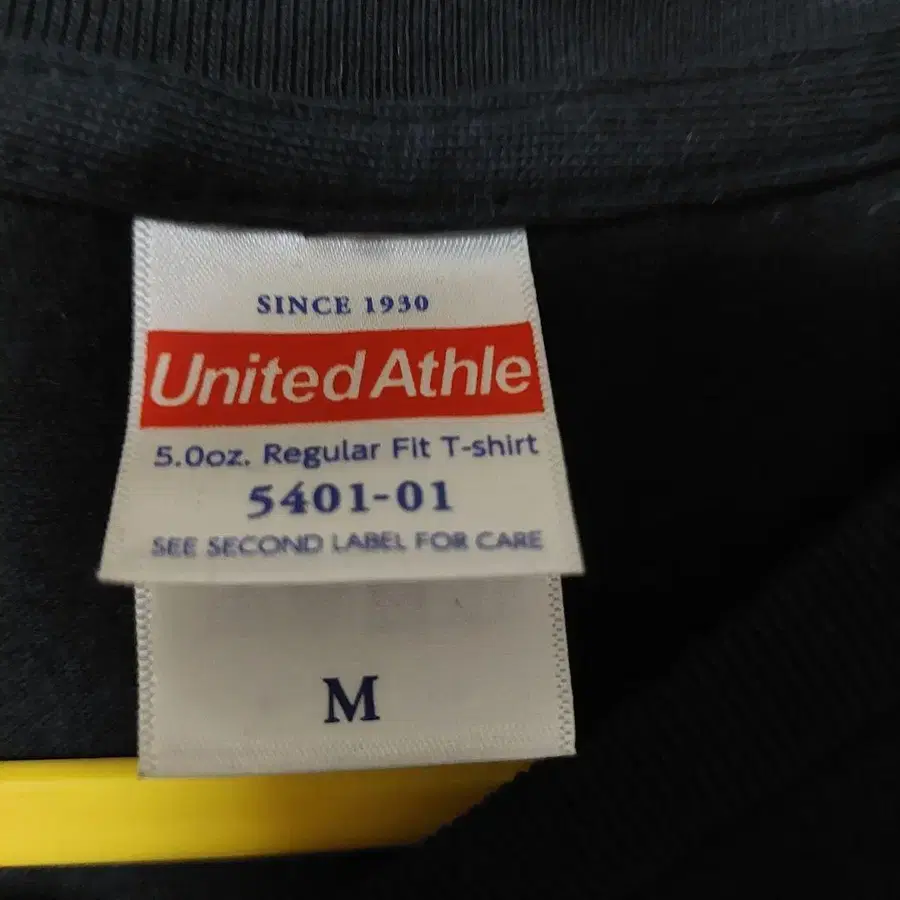 SINCE 1930
United Athle
5.0oz. Regular Fit T-shirt
5401-01
SEE SECOND LABEL FOR CARE
M